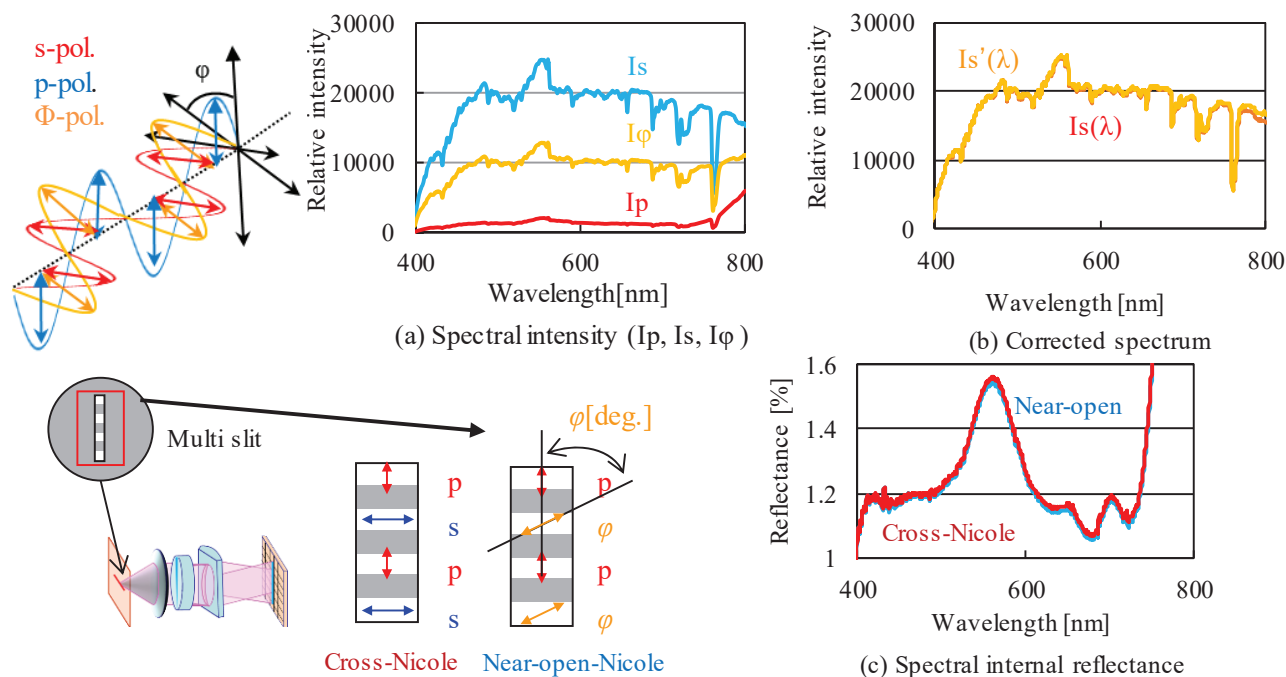 s-pol.
p-pol.
Φ-pol.
φ
Relative intensity
30000
20000
10000
0
Is
Iφ
Ip
400
600
800
Wavelength[nm]
(a) Spectral intensity (Ip, Is, Iφ )
Relative intensity
30000
20000
10000
0
Is’(λ)
Is(λ)
400
600
800
Wavelength [nm]
(b) Corrected spectrum
Multi slit
φ[deg.]
p
s
p
s
Cross-Nicole
p
φ
p
φ
Near-open-Nicole
Reflectance [%]
1.6
1.4
1.2
1
Near-open
Cross-Nicole
400
600
800
Wavelength [nm]
(c) Spectral internal reflectance